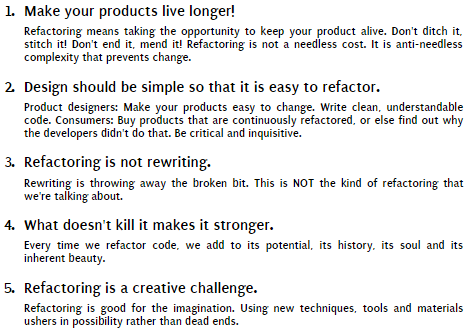 1. Make your products live longer!
Refactoring means taking the opportunity to keep your product alive. Don't ditch it,
stitch it! Don't end it, mend it! Refactoring is not a needless cost. It is anti-needless
complexity that prevents change.
2. Design should be simple so that it is easy to refactor.
Product designers: Make your products easy to change. Write clean, understandable
code. Consumers: Buy products that are continuously refactored, or else find out why
the developers didn't do that. Be critical and inquisitive.
3. Refactoring is not rewriting.
Rewriting is throwing away the broken bit. This is NOT the kind of refactoring that
we're talking about.
4. What doesn't kill it makes it stronger.
Every time we refactor code, we add to its potential, its history, its soul and its
inherent beauty.
5. Refactoring is a creative challenge.
Refactoring is good for the imagination. Using new techniques, tools and materials
ushers in possibility rather than dead ends.